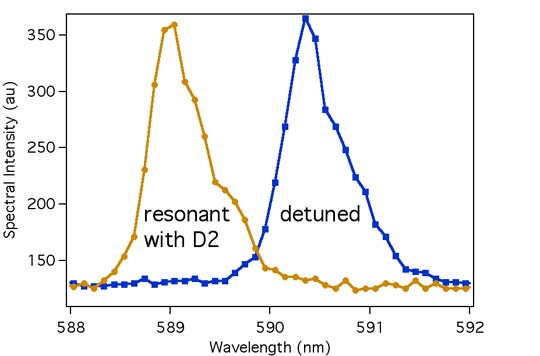 350
300
250
200
150
Spectral Intensity (au)
resonant
with D2
detuned
588
589
590
591
592
Wavelength (nm)